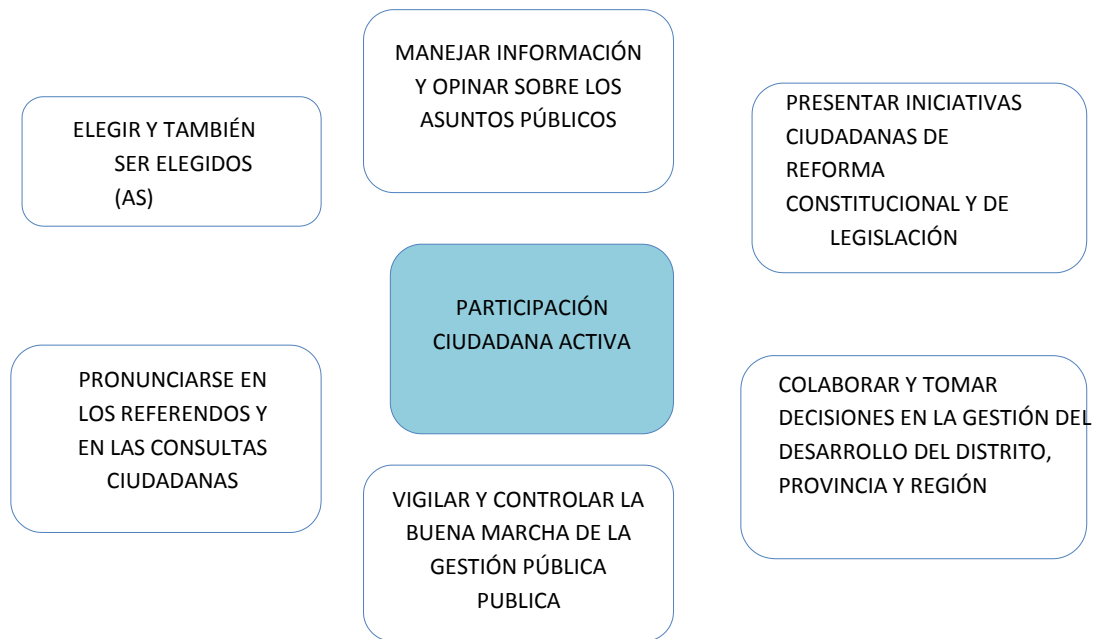 MANEJAR INFORMACIÓN
Y OPINAR SOBRE LOS
ASUNTOS PÚBLICOS
ELEGIR Y TAMBIÉN
SER ELEGIDOS
(AS)
PRESENTAR INICIATIVAS
CIUDADANAS DE
REFORMA
CONSTITUCIONAL Y DE
LEGISLACIÓN
PARTICIPACIÓN
CIUDADANA ACTIVA
PRONUNCIARSE EN
LOS REFERENDOS Y
EN LAS CONSULTAS
CIUDADANAS
COLABORAR Y TOMAR
DECISIONES EN LA GESTIÓN DEL
DESARROLLO DEL DISTRITO,
PROVINCIA Y REGIÓN
VIGILAR Y CONTROLAR LA
BUENA MARCHA DE LA
GESTIÓN PÚBLICA
PUBLICA